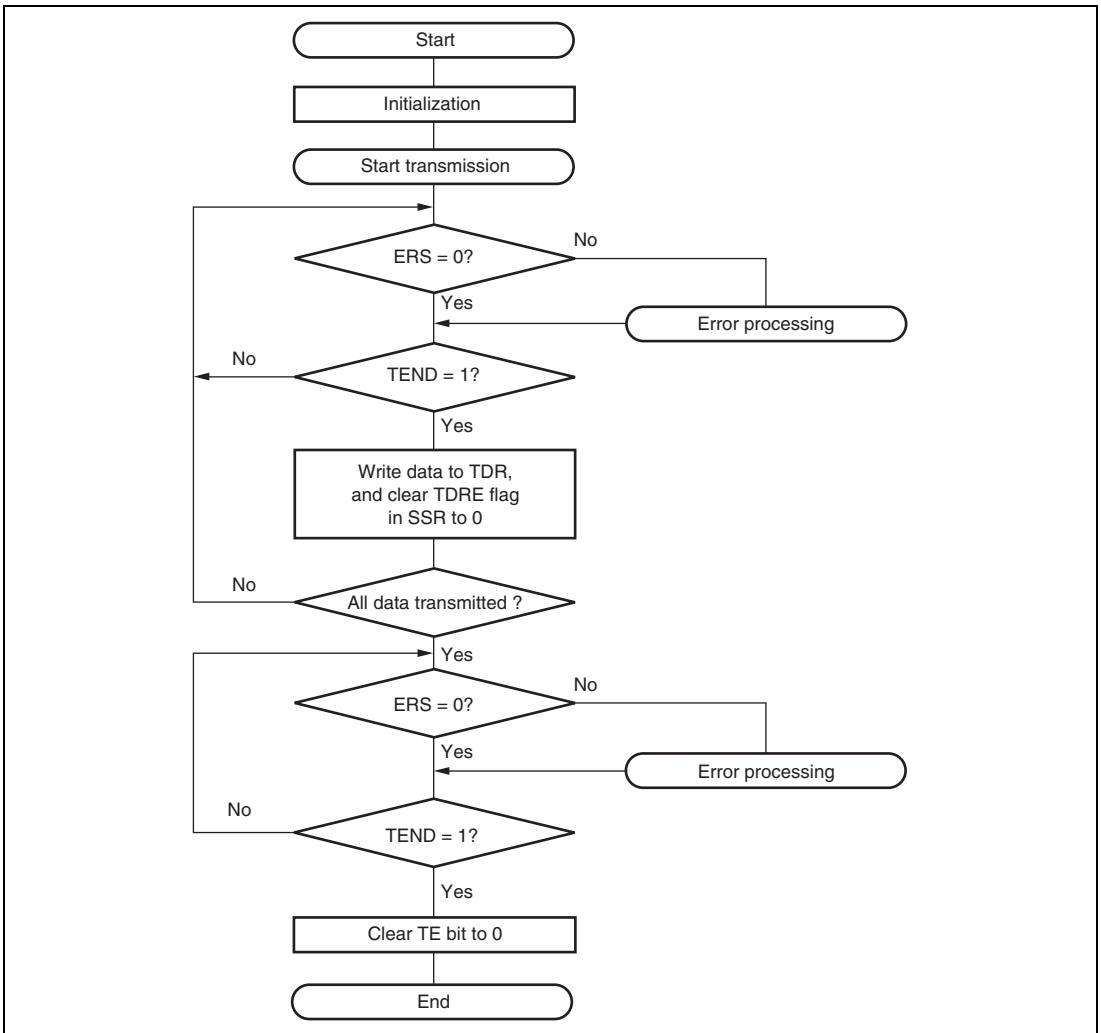 Start
Initialization
Start transmission
ERS = 0?
No
Yes
Error processing
No
TEND = 1?
Yes
Write data to TDR,
and clear TDRE flag
in SSR to 0
No
All data transmitted ?
Yes
ERS = 0?
No
Yes
Error processing
No
TEND = 1?
Yes
Clear TE bit to 0
End